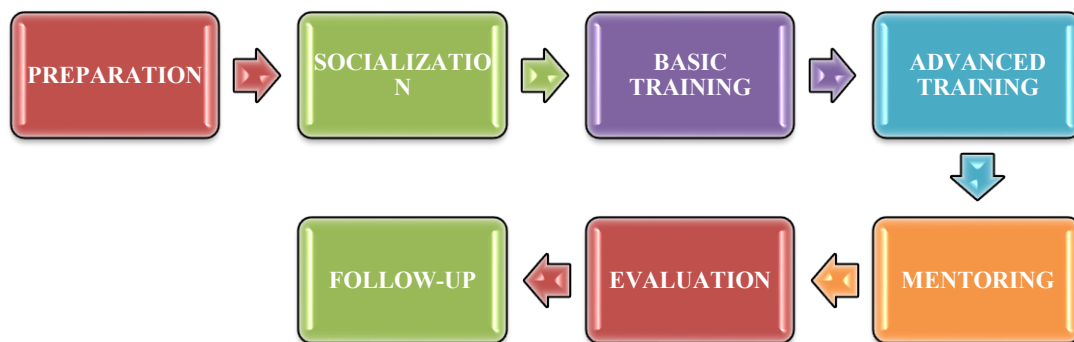 PREPARATION
SOCIALIZATIO
N
BASIC
TRAINING
ADVANCED
TRAINING
MENTORING
EVALUATION
FOLLOW-UP